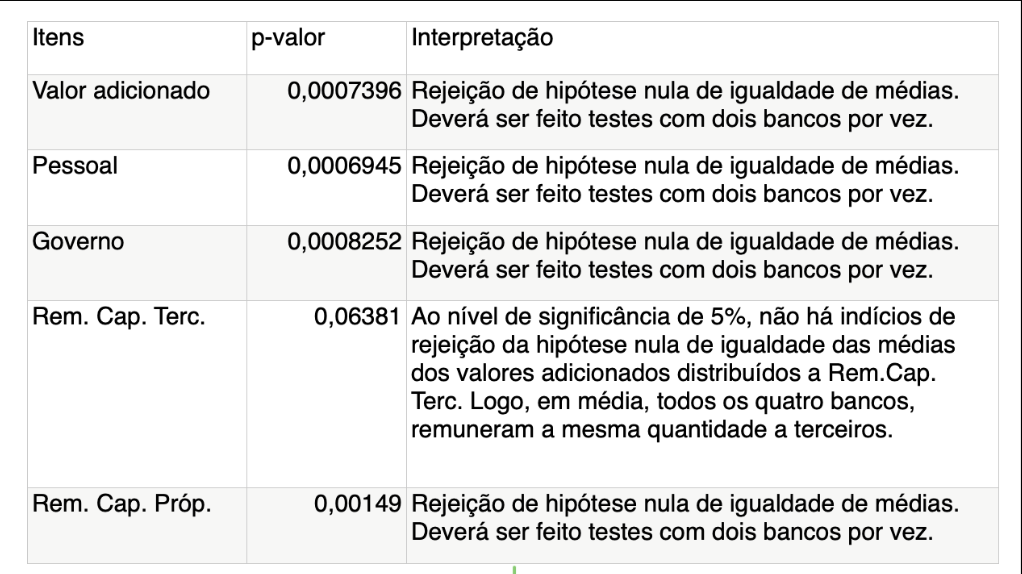 Itens p-valor Interpretação
Valor adicionado 0,0007396 Rejeição de hipótese nula de igualdade de médias.
Deverá ser feito testes com dois bancos por vez.
Pessoal 0,0006945 Rejeição de hipótese nula de igualdade de médias.
Deverá ser feito testes com dois bancos por vez.
Governo 0,0008252 Rejeição de hipótese nula de igualdade de médias.
Deverá ser feito testes com dois bancos por vez.
Rem. Cap. Terc. 0,06381 Ao nível de significância de 5%, não há indícios de
rejeição da hipótese nula de igualdade das médias
dos valores adicionados distribuídos a Rem.Cap.
Terc. Logo, em média, todos os quatro bancos,
remuneram a mesma quantidade a terceiros.
Rem. Cap. Próp. 0,00149 Rejeição de hipótese nula de igualdade de médias.
Deverá ser feito testes com dois bancos por vez.